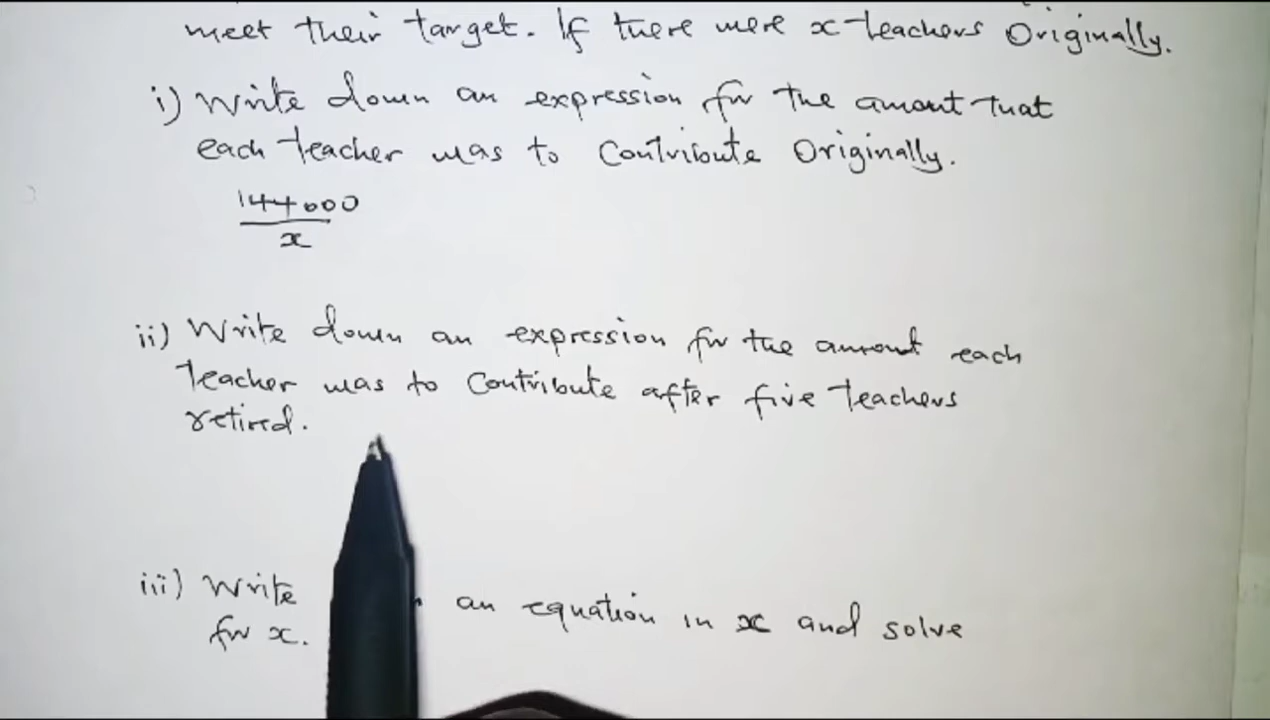 meet their target. If there were x-teachers Originally.
i) Write down an expression for the amount that
each teacher was to Contribute Originally.
144000
x
ii) Write down an expression for the amount each
teacher was to Contribute after five teachers
retired.
iii) Write an equation in x and solve
for x.